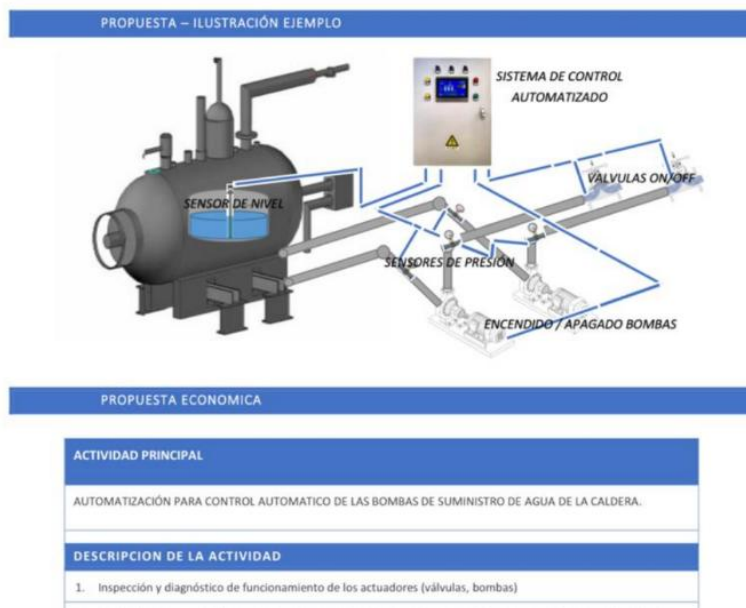 PROPUESTA – ILUSTRACIÓN EJEMPLO
SISTEMA DE CONTROL
AUTOMATIZADO
VALVULAS ON/OFF
SENSOR DE NIVEL
SENSORES DE PRESIÓN
ENCENDIDO / APAGADO BOMBAS
PROPUESTA ECONOMICA
ACTIVIDAD PRINCIPAL
AUTOMATIZACIÓN PARA CONTROL AUTOMATICO DE LAS BOMBAS DE SUMINISTRO DE AGUA DE LA CALDERA.
DESCRIPCION DE LA ACTIVIDAD
1. Inspección y diagnóstico de funcionamiento de los actuadores (válvulas, bombas)